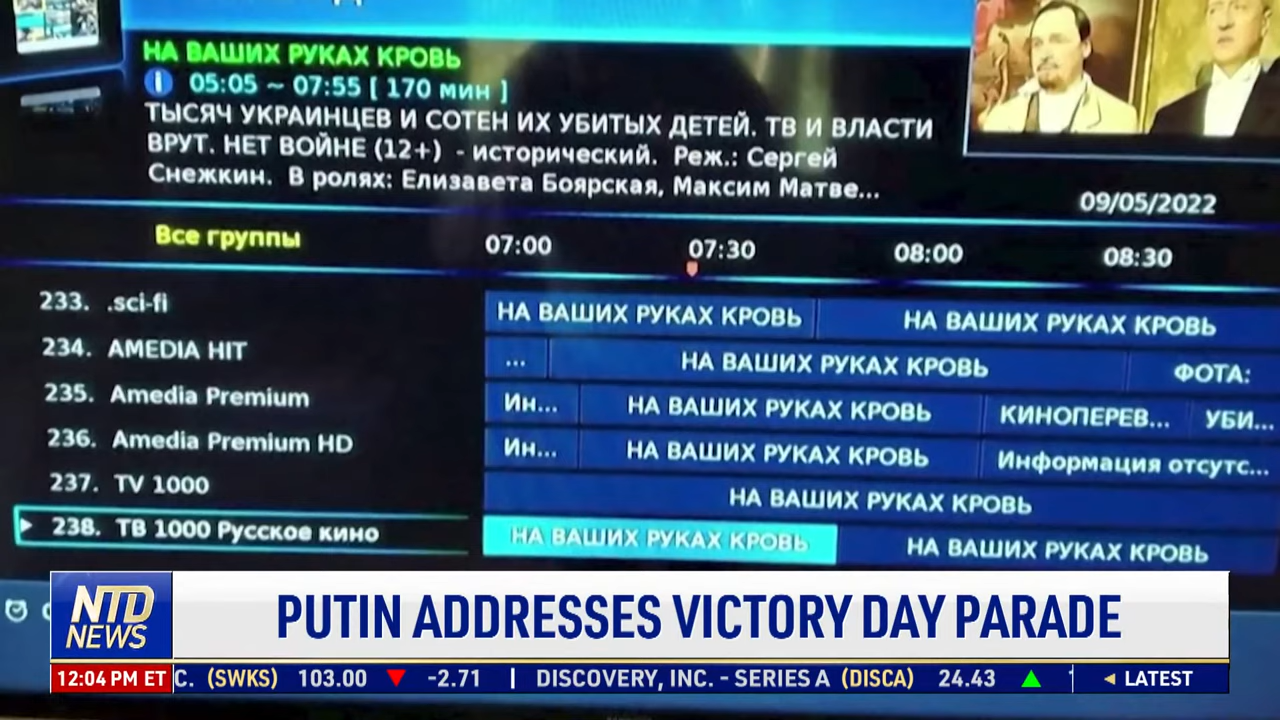 НА ВАШИХ РУКАХ КРОВЬ
05:05 ~ 07:55 [ 170 мин ]
ТЫСЯЧ УКРАИНЦЕВ И СОТЕН ИХ УБИТЫХ ДЕТЕЙ. ТВ И ВЛАСТИ
ВРУТ. НЕТ ВОЙНЕ (12+) - исторический. Реж.: Сергей
Снежкин. В ролях: Елизавета Боярская, Максим Матве...
09/05/2022
Все группы 07:00 07:30 08:00 08:30
233. .sci-fi НА ВАШИХ РУКАХ КРОВЬ НА ВАШИХ РУКАХ КРОВЬ
234. AMEDIA HIT ... НА ВАШИХ РУКАХ КРОВЬ ФОТА:
235. Amedia Premium Ин... НА ВАШИХ РУКАХ КРОВЬ КИНОПЕРЕВ... УБИ...
236. Amedia Premium HD Ин... НА ВАШИХ РУКАХ КРОВЬ Информация отсутс...
237. TV 1000 НА ВАШИХ РУКАХ КРОВЬ
238. ТВ 1000 Русское кино НА ВАШИХ РУКАХ КРОВЬ НА ВАШИХ РУКАХ КРОВЬ
NTD
NEWS
PUTIN ADDRESSES VICTORY DAY PARADE
12:04 PM ET C. (SWKS) 103.00 ▼ -2.71 | DISCOVERY, INC. - SERIES A (DISCA) 24.43 ▲ ◄ LATEST